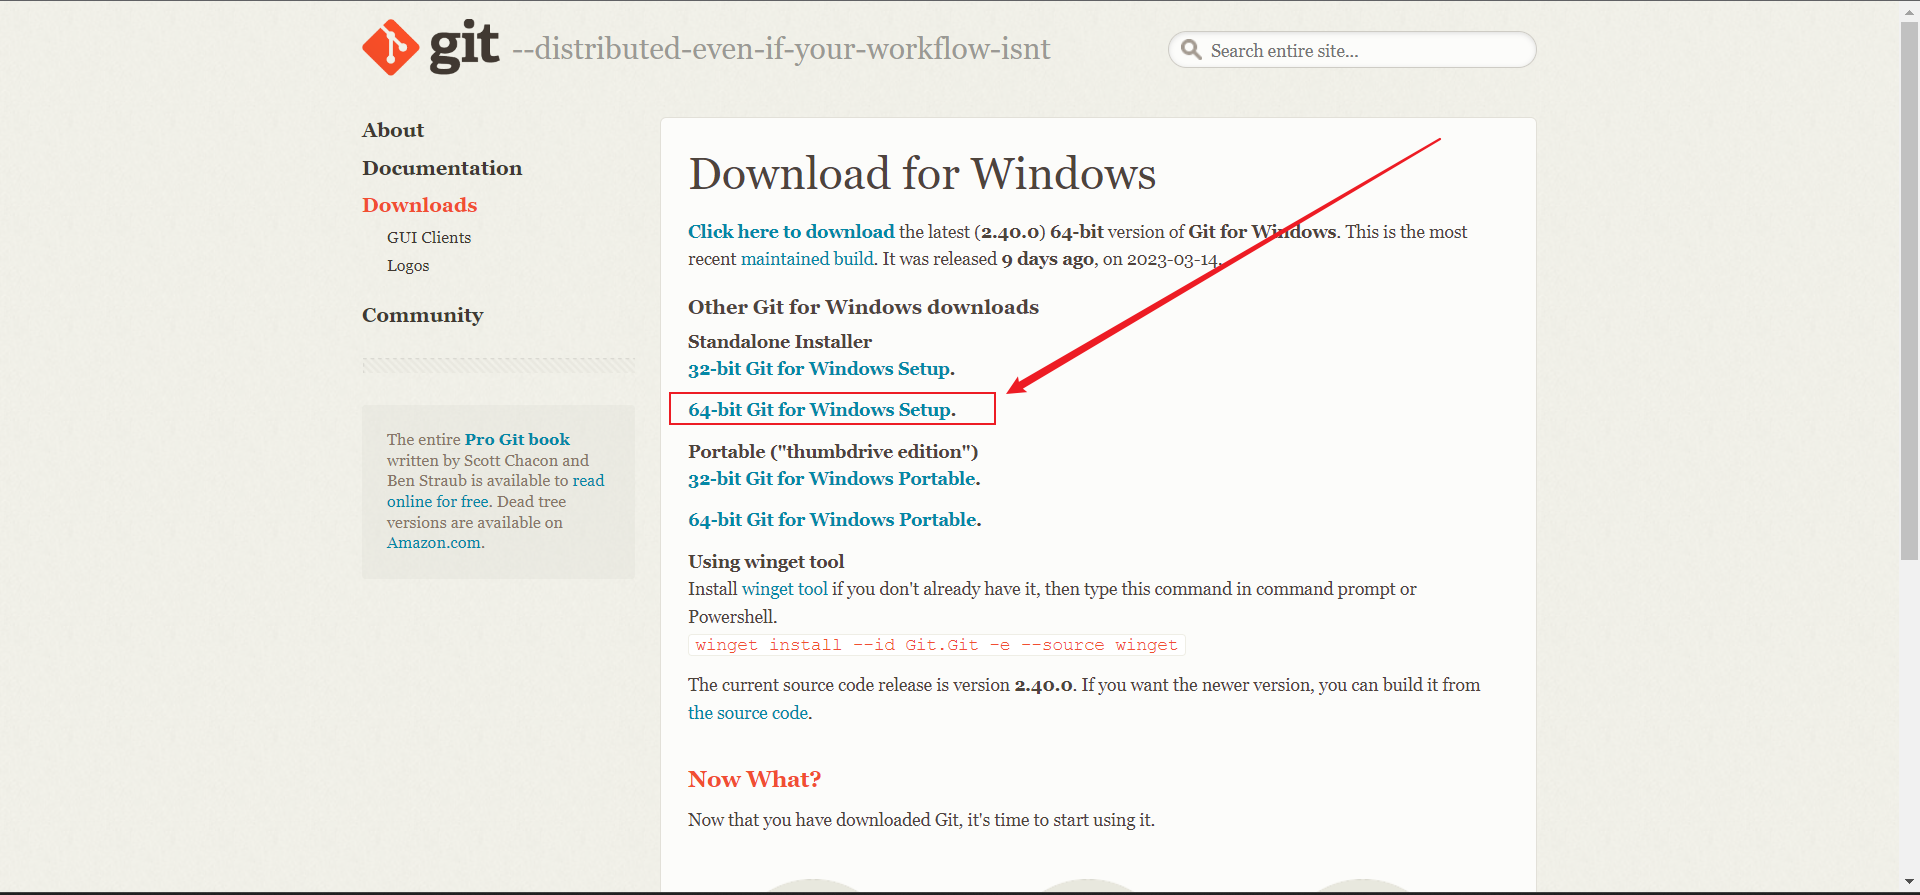 git --distributed-even-if-your-workflow-isnt
Search entire site...
About
Documentation
Downloads
GUI Clients
Logos
Community
The entire Pro Git book
written by Scott Chacon and
Ben Straub is available to read
online for free. Dead tree
versions are available on
Amazon.com.
Download for Windows
Click here to download the latest (2.40.0) 64-bit version of Git for Windows. This is the most
recent maintained build. It was released 9 days ago, on 2023-03-14.
Other Git for Windows downloads
Standalone Installer
32-bit Git for Windows Setup.
64-bit Git for Windows Setup.
Portable ("thumbdrive edition")
32-bit Git for Windows Portable.
64-bit Git for Windows Portable.
Using winget tool
Install winget tool if you don't already have it, then type this command in command prompt or
Powershell.
winget install --id Git.Git -e --source winget
The current source code release is version 2.40.0. If you want the newer version, you can build it from
the source code.
Now What?
Now that you have downloaded Git, it's time to start using it.